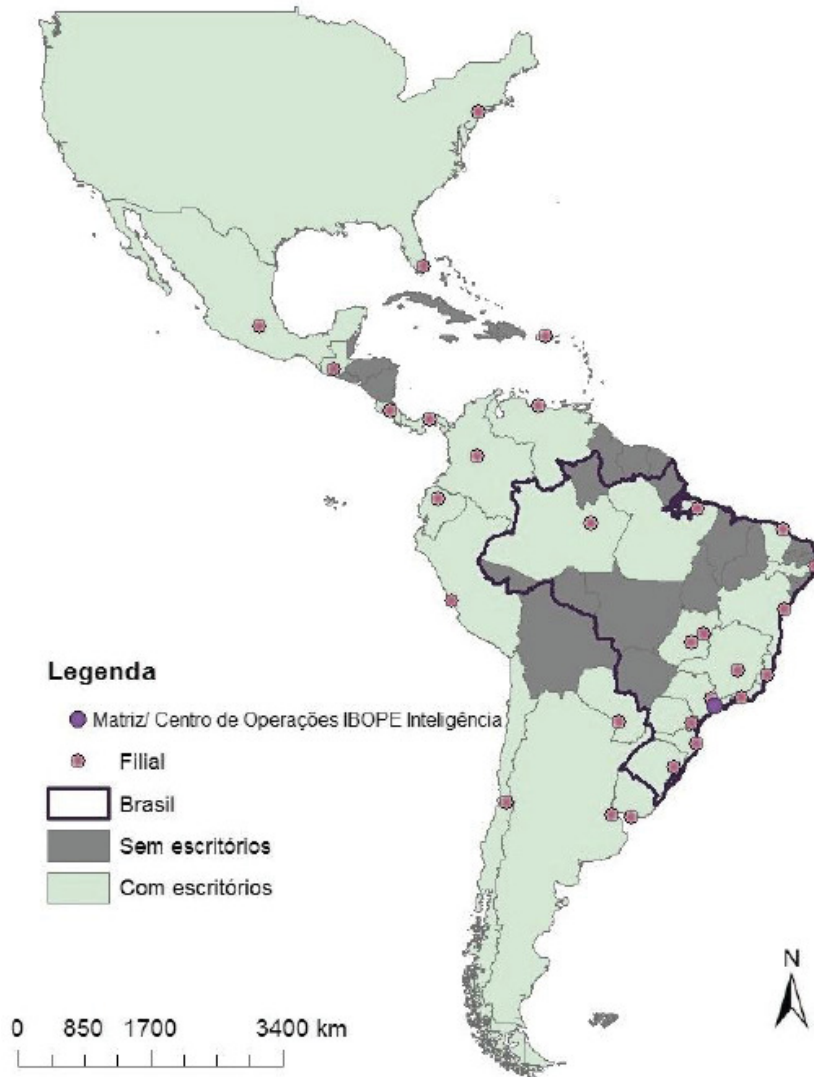 Legenda
Matriz/ Centro de Operações IBOPE Inteligência
Filial
Brasil
Sem escritórios
Com escritórios
N
0 850 1700 3400 km